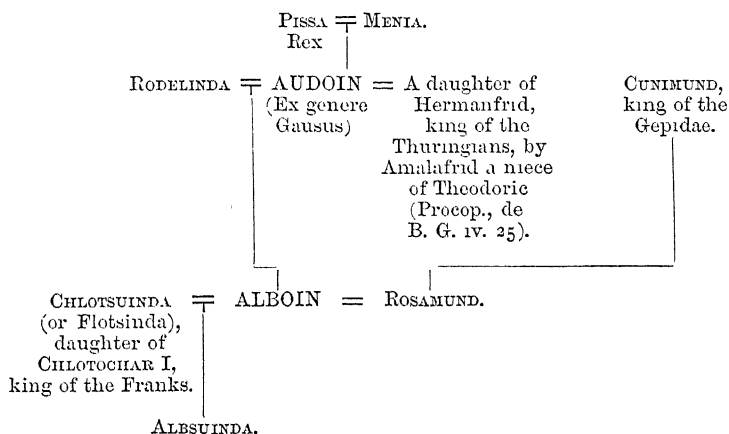 PISSA = MENIA.
Rex
RODELINDA = AUDOIN = A daughter of
(Ex genere
Gausus)
Hermanfrid,
king of the
Thuringians, by
Amalafrid a niece
of Theodoric
(Procop., de
B. G. iv. 25).
CUNIMUND,
king of the
Gepidae.
CHLOTSUINDA = ALBOIN = ROSAMUND.
(or Flotsinda),
daughter of
CHLOTOCHAR I,
king of the Franks.
ALBSUINDA.